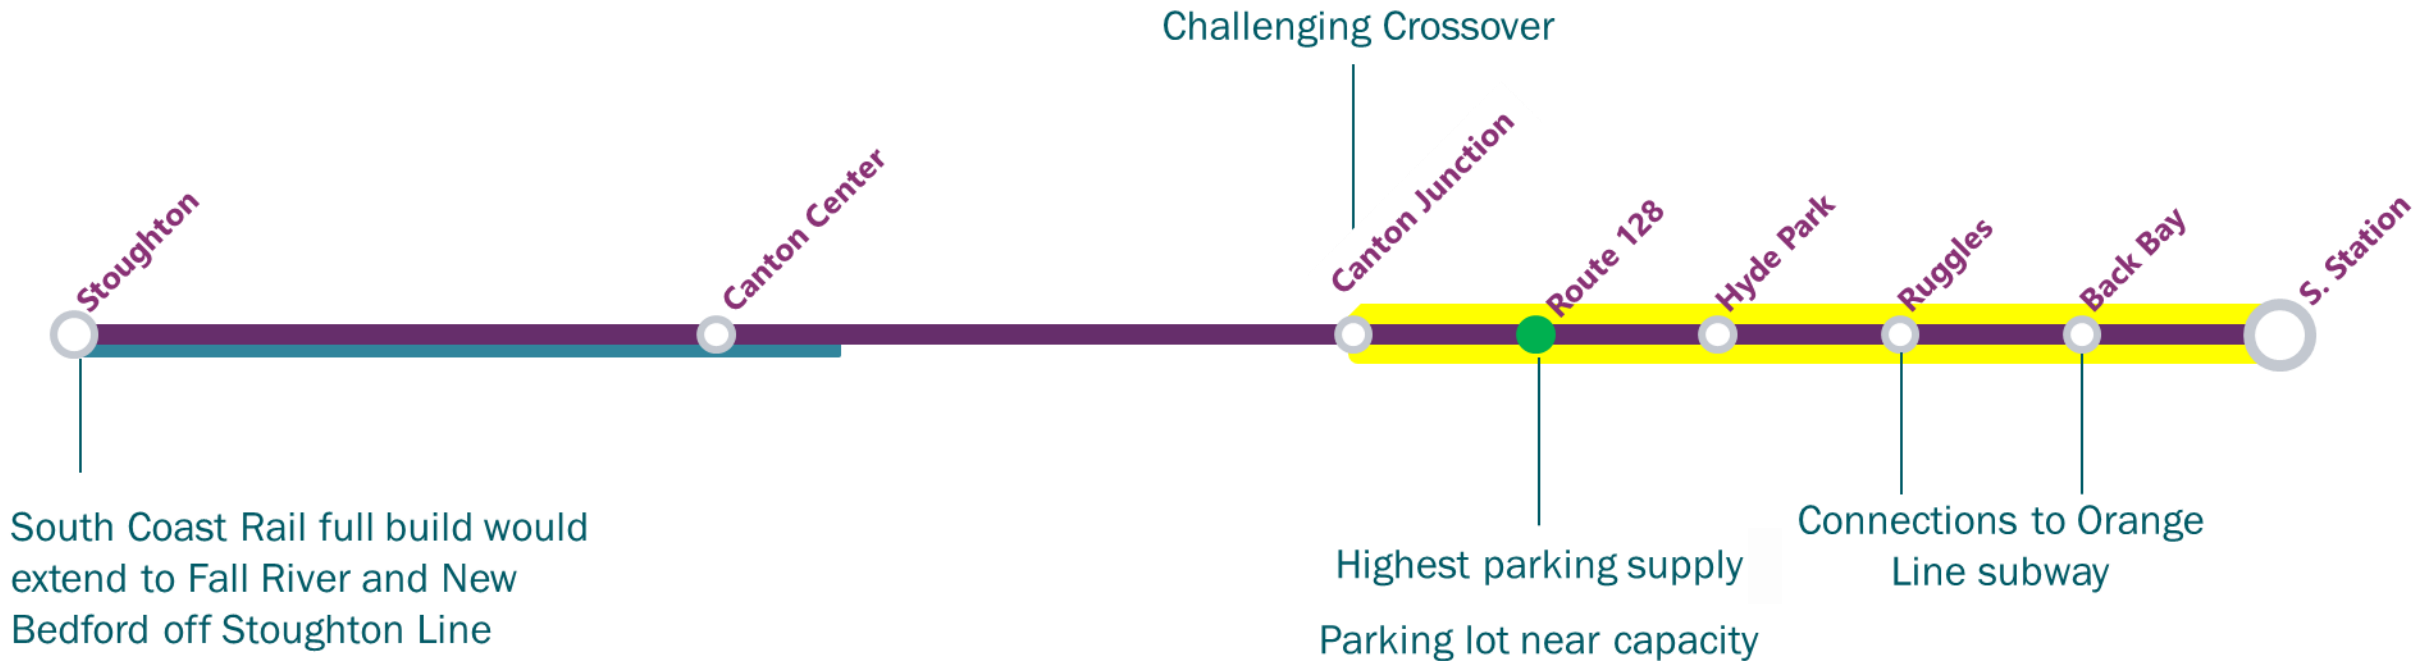 Challenging Crossover
Stoughton
Canton Center
Canton Junction
Route 128
Hyde Park
Ruggles
Back Bay
S. Station
South Coast Rail full build would
extend to Fall River and New
Bedford off Stoughton Line
Highest parking supply
Parking lot near capacity
Connections to Orange
Line subway